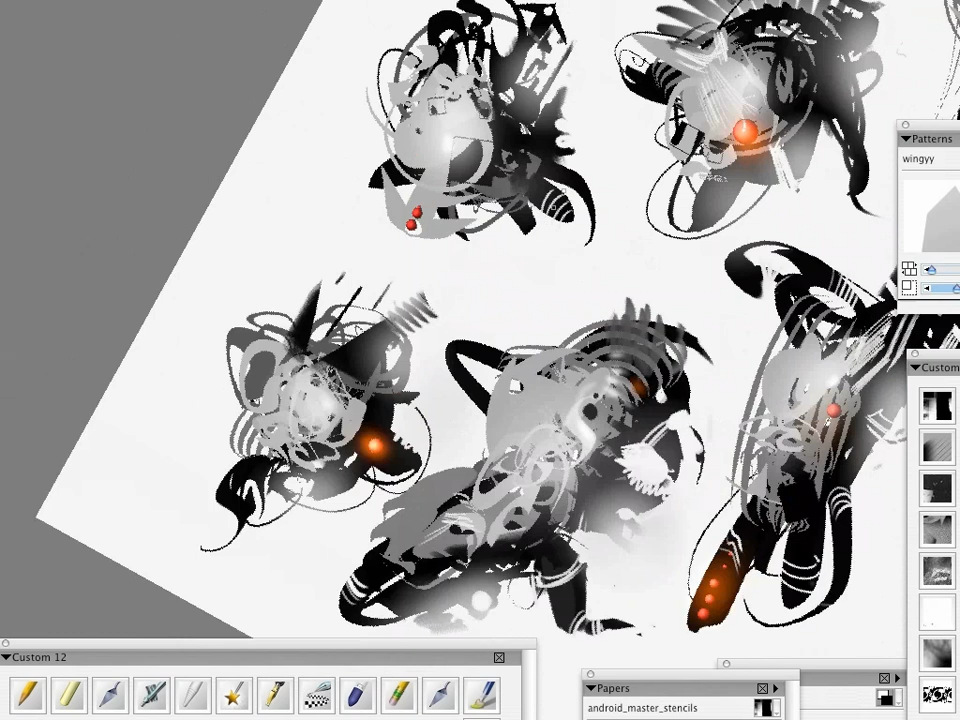 Patterns
wingyy
Custom
Custom 12
Papers
android_master_stencils